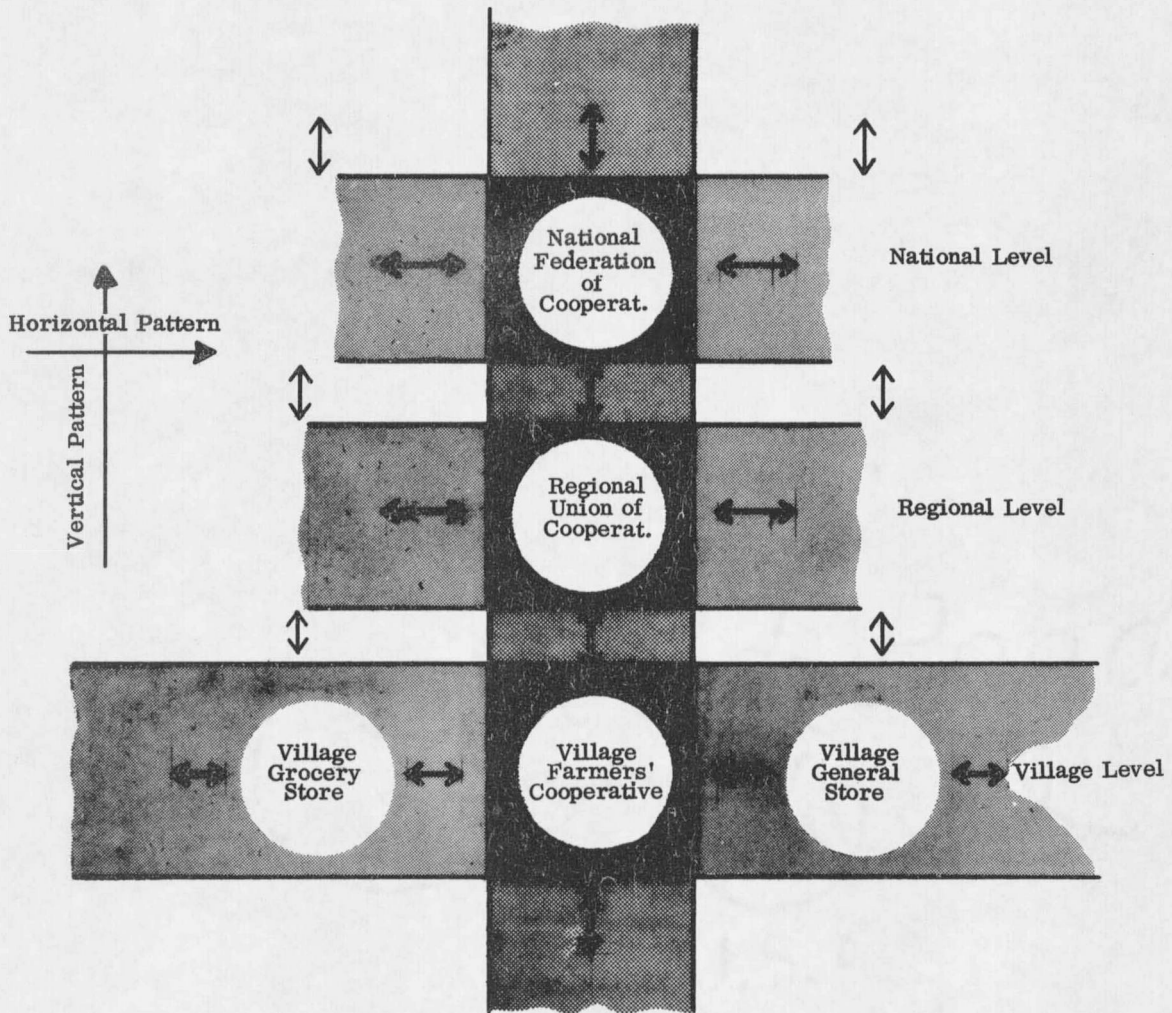 National
Federation
of
Cooperat.
National Level
Horizontal Pattern
Vertical Pattern
Regional
Union of
Cooperat.
Regional Level
Village
Grocery
Store
Village
Farmers'
Cooperative
Village
General
Store
Village Level